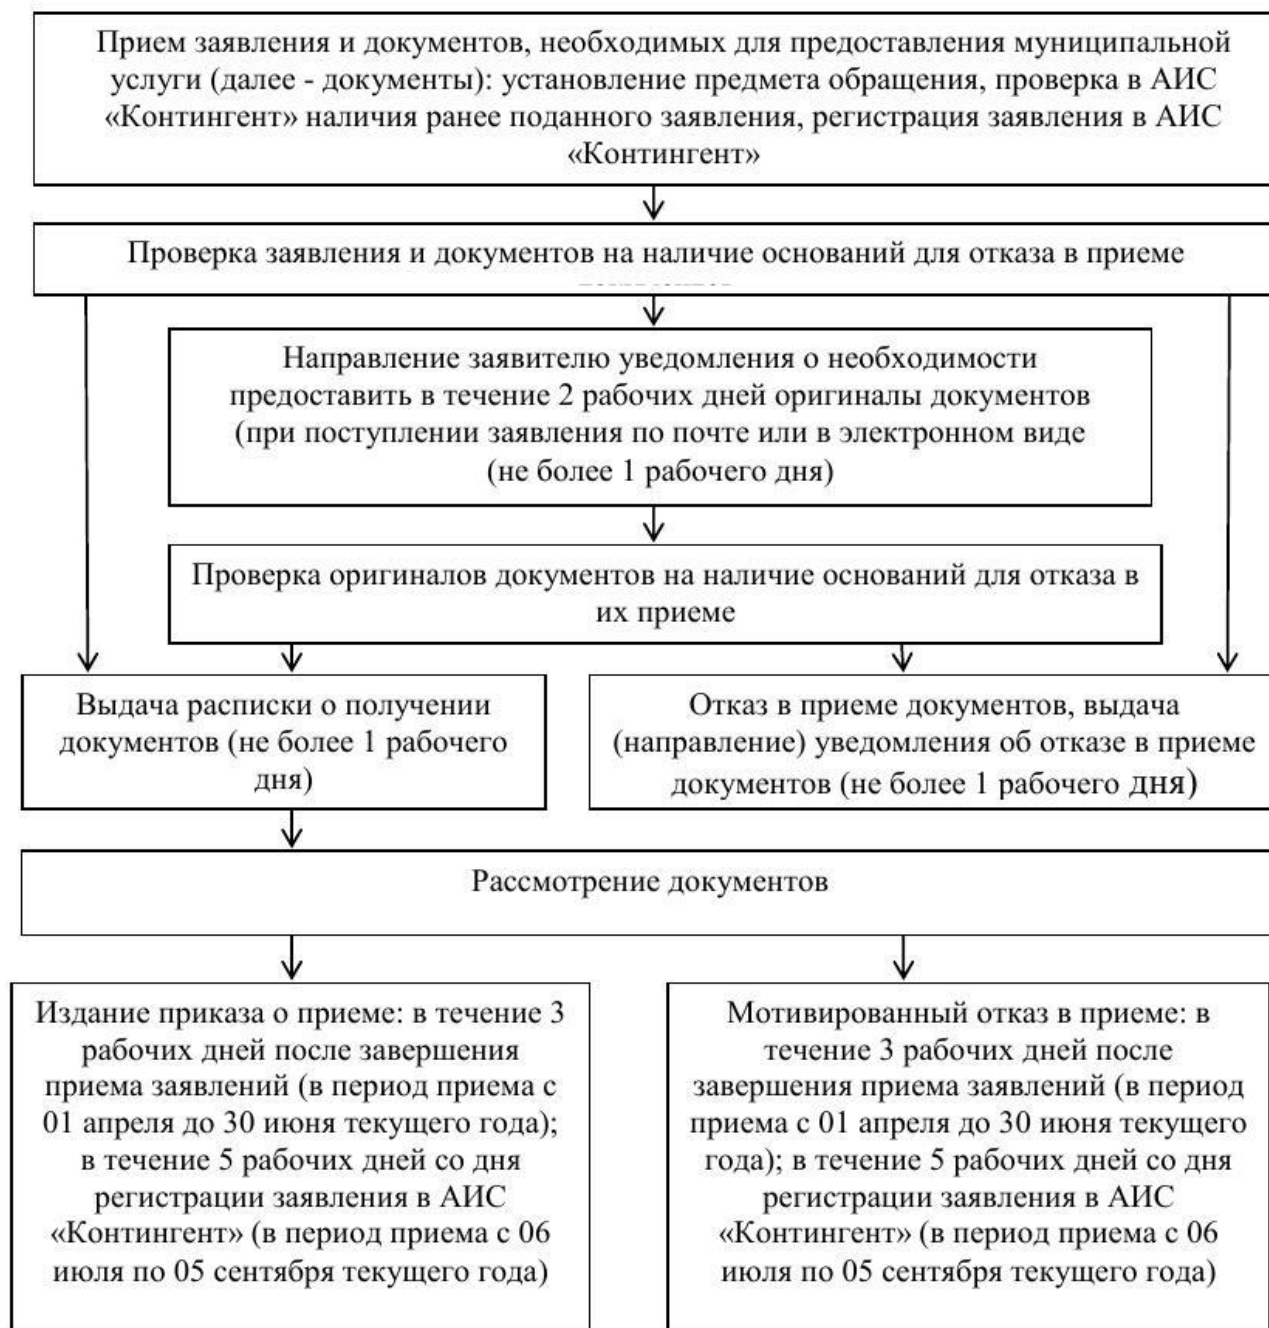 Прием заявления и документов, необходимых для предоставления муниципальной
услуги (далее - документы): установление предмета обращения, проверка в АИС
«Контингент» наличия ранее поданного заявления, регистрация заявления в АИС
«Контингент»
Проверка заявления и документов на наличие оснований для отказа в приеме
Направление заявителю уведомления о необходимости
предоставить в течение 2 рабочих дней оригиналы документов
(при поступлении заявления по почте или в электронном виде
(не более 1 рабочего дня)
Проверка оригиналов документов на наличие оснований для отказа в
их приеме
Выдача расписки о получении
документов (не более 1 рабочего
дня)
Отказ в приеме документов, выдача
(направление) уведомления об отказе в приеме
документов (не более 1 рабочего дня)
Рассмотрение документов
Издание приказа о приеме: в течение 3
рабочих дней после завершения
приема заявлений (в период приема с
01 апреля до 30 июня текущего года);
в течение 5 рабочих дней со дня
регистрации заявления в АИС
«Контингент» (в период приема с 06
июля по 05 сентября текущего года)
Мотивированный отказ в приеме: в
течение 3 рабочих дней после
завершения приема заявлений (в период
приема с 01 апреля до 30 июня текущего
года); в течение 5 рабочих дней со дня
регистрации заявления в АИС
«Контингент» (в период приема с 06
июля по 05 сентября текущего года)